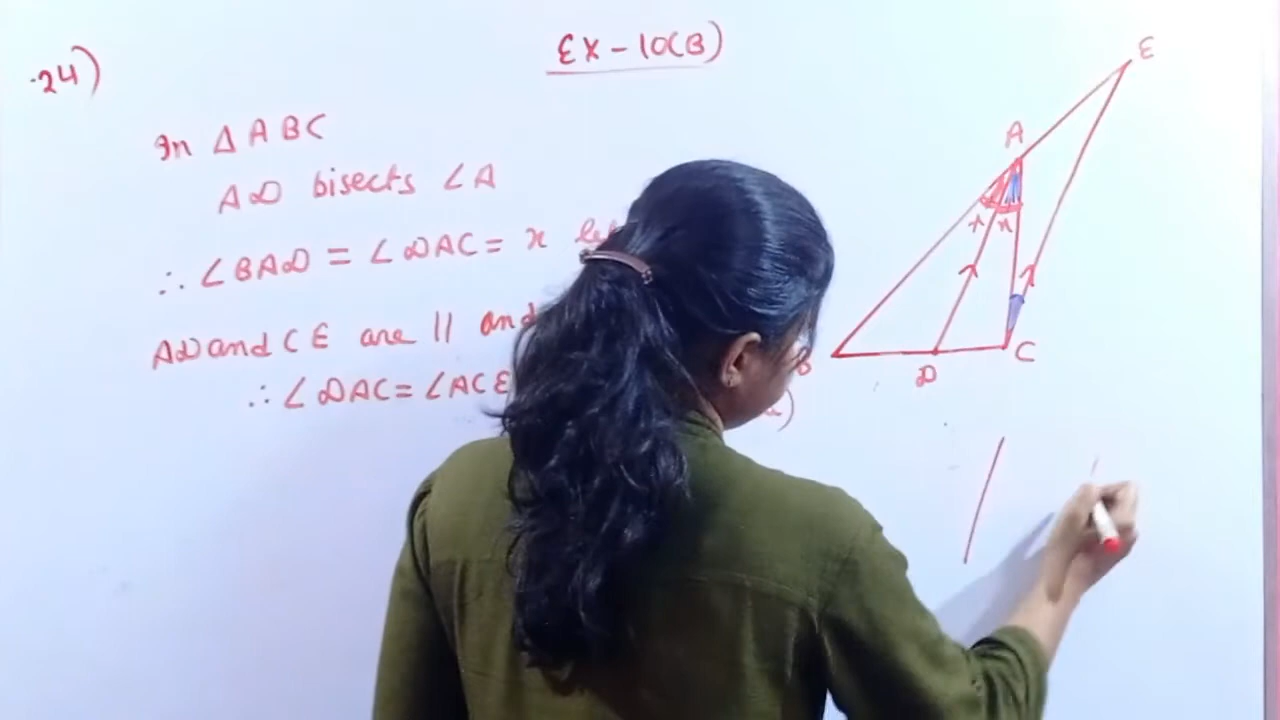 24)
EX-10(B)
In Δ ABC
AD bisects ∠A
∴ ∠BAD = ∠DAC = x
AD and CE are || and
∴ ∠DAC = ∠ACE
E
A
x x
D
C